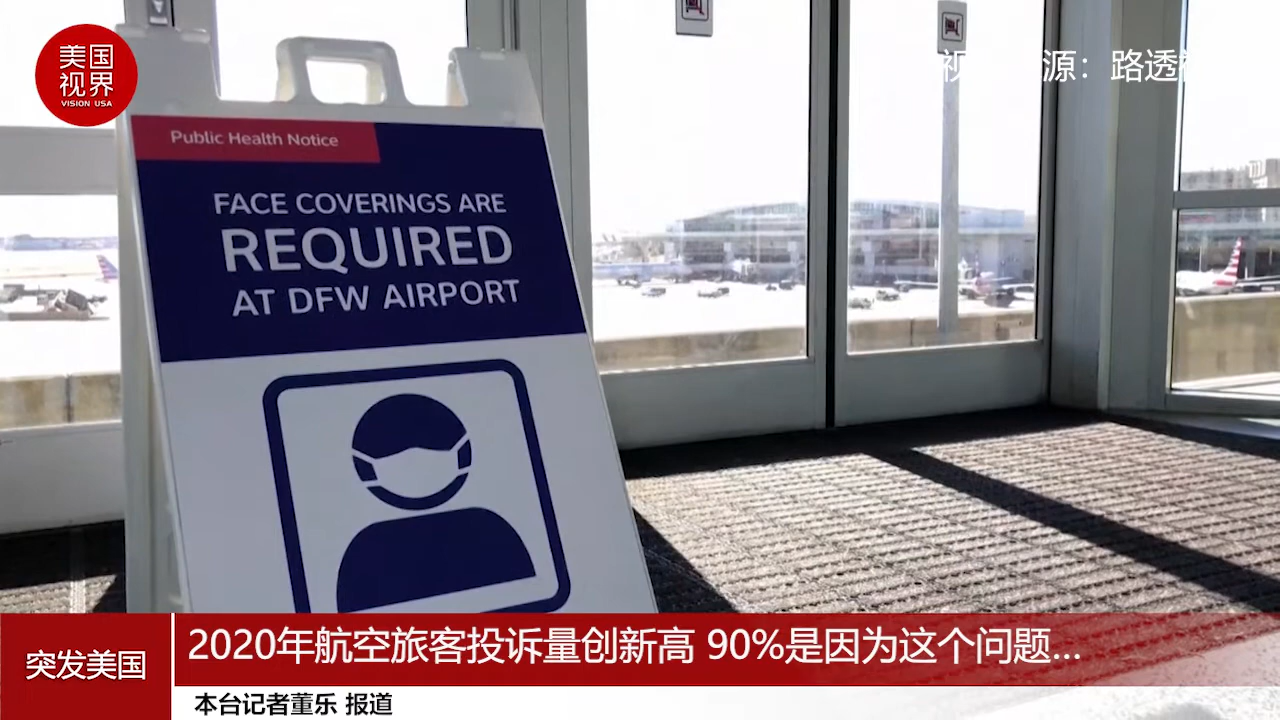 美国
视界
VISION USA
源：路透
Public Health Notice
FACE COVERINGS ARE
REQUIRED
AT DFW AIRPORT
突发美国
2020年航空旅客投诉量创新高 90%是因为这个问题...
本台记者董乐 报道